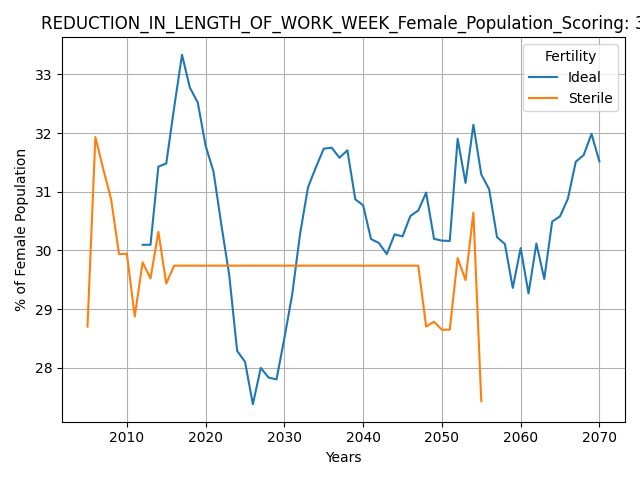 REDUCTION_IN_LENGTH_OF_WORK_WEEK_Female_Population_Scoring: 3
Fertility
Ideal
Sterile
% of Female Population
33
32
31
30
29
28
2010 2020 2030 2040 2050 2060 2070
Years